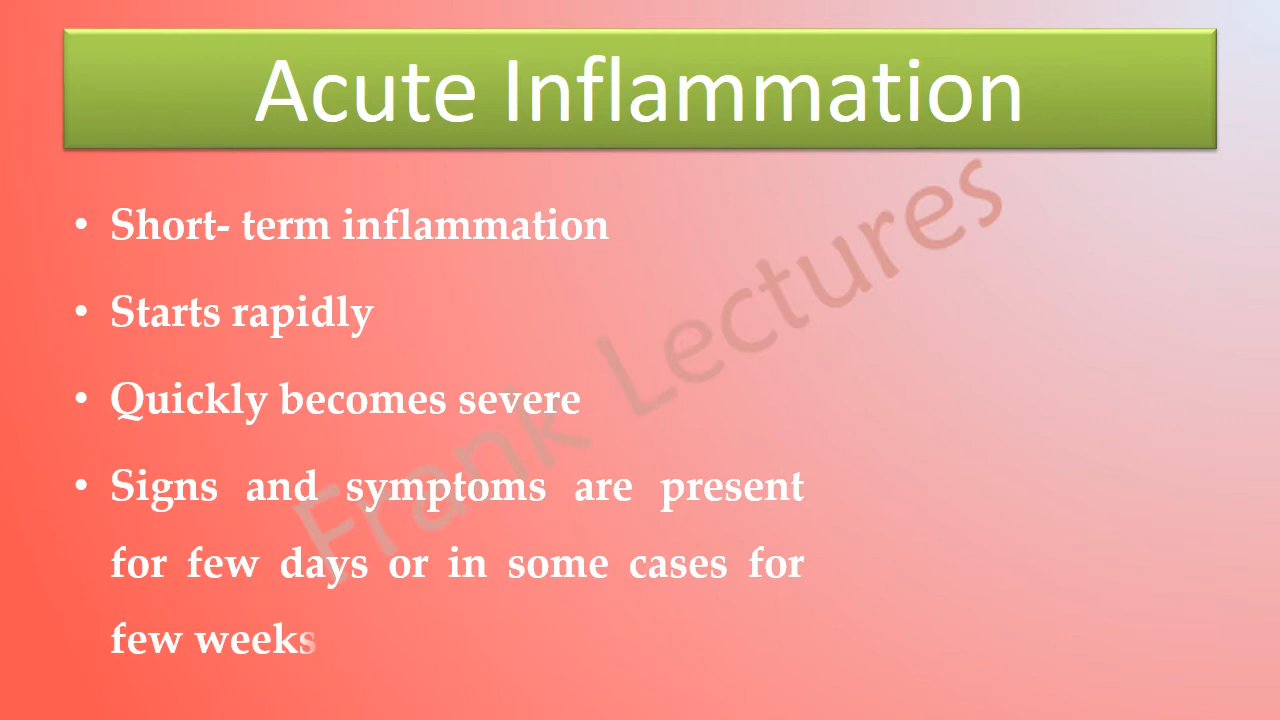 Acute Inflammation
• Short- term inflammation
• Starts rapidly
• Quickly becomes severe
• Signs and symptoms are present
for few days or in some cases for
few weeks
Frank Lectures